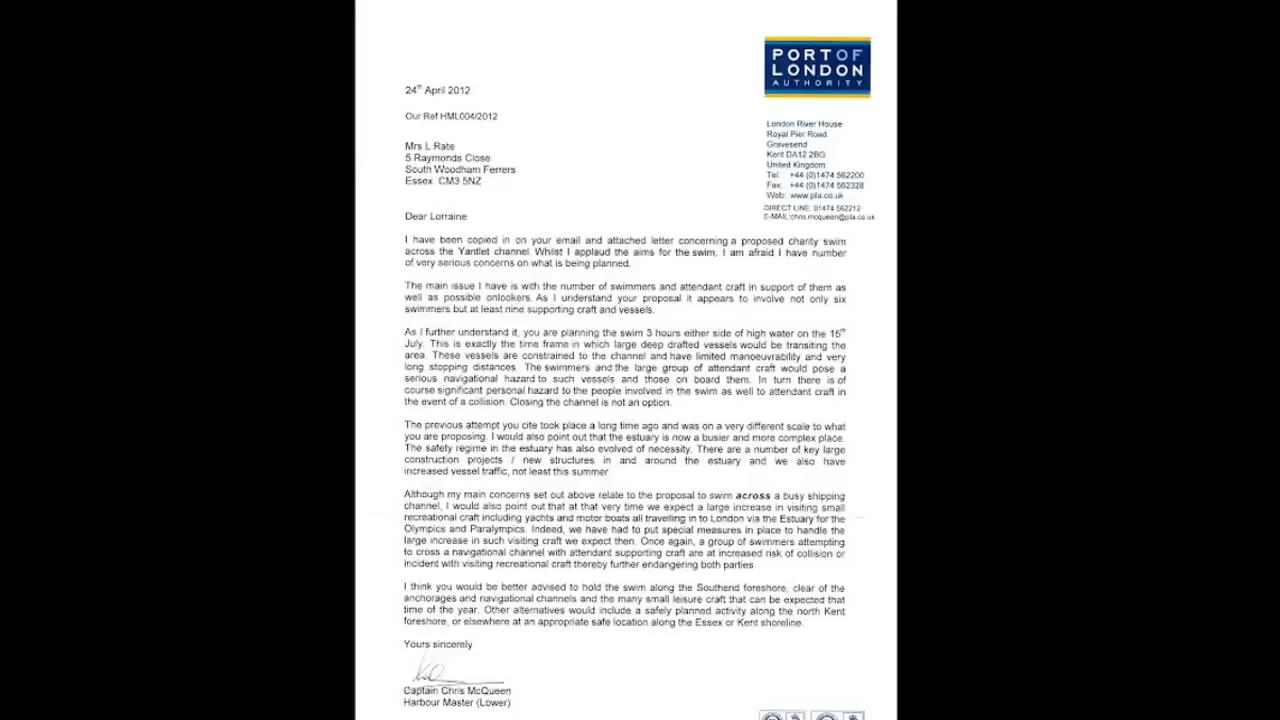 PORT OF
LONDON
AUTHORITY
24th April 2012
Our Ref HML004/2012
London River House
Royal Pier Road
Gravesend
Kent DA12 2BG
United Kingdom
Tel: +44 (0)1474 562200
Fax: +44 (0)1474 562328
Web: www.pla.co.uk
DIRECT LINE: 01474 562212
E-MAIL:chris.mcqueen@pla.co.uk
Mrs L Rate
5 Raymonds Close
South Woodham Ferrers
Essex CM3 5NZ
Dear Lorraine
I have been copied in on your email and attached letter concerning a proposed charity swim
across the Yantlet channel. Whilst I applaud the aims for the swim, I am afraid I have number
of very serious concerns on what is being planned.
The main issue I have is with the number of swimmers and attendant craft in support of them as
well as possible onlookers. As I understand your proposal it appears to involve not only six
swimmers but at least nine supporting craft and vessels.
As I further understand it, you are planning the swim 3 hours either side of high water on the 15th
July. This is exactly the time frame in which large deep drafted vessels would be transiting the
area. These vessels are constrained to the channel and have limited manoeuvrability and very
long stopping distances. The swimmers and the large group of attendant craft would pose a
serious navigational hazard to such vessels and those on board them. In turn there is of
course significant personal hazard to the people involved in the swim as well to attendant craft in
the event of a collision. Closing the channel is not an option.
The previous attempt you cite took place a long time ago and was on a very different scale to what
you are proposing. I would also point out that the estuary is now a busier and more complex place.
The safety regime in the estuary has also evolved of necessity. There are a number of key large
construction projects / new structures in and around the estuary and we also have
increased vessel traffic, not least this summer
Although my main concerns set out above relate to the proposal to swim across a busy shipping
channel, I would also point out that at that very time we expect a large increase in visiting small
recreational craft including yachts and motor boats all travelling in to London via the Estuary for the
Olympics and Paralympics. Indeed, we have had to put special measures in place to handle the
large increase in such visiting craft we expect then. Once again, a group of swimmers attempting
to cross a navigational channel with attendant supporting craft are at increased risk of collision or
incident with visiting recreational craft thereby further endangering both parties.
I think you would be better advised to hold the swim along the Southend foreshore, clear of the
anchorages and navigational channels and the many small leisure craft that can be expected that
time of the year. Other alternatives would include a safely planned activity along the north Kent
foreshore, or elsewhere at an appropriate safe location along the Essex or Kent shoreline.
Yours sincerely
Captain Chris McQueen
Harbour Master (Lower)